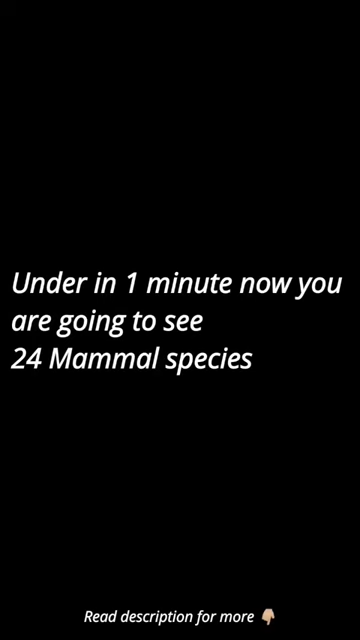 Under in 1 minute now you
are going to see
24 Mammal species
Read description for more 👇🏼